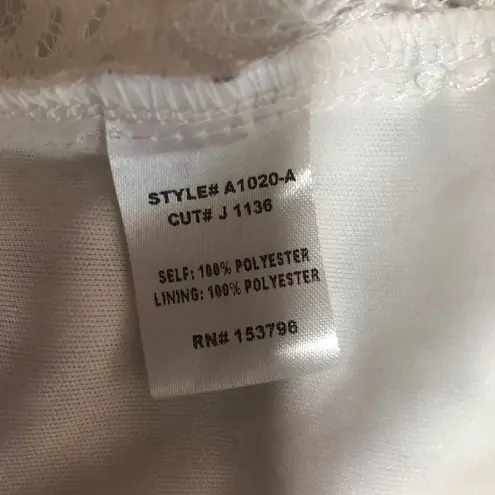 STYLE# A1020-A
CUT# J 1136
SELF: 100% POLYESTER
LINING: 100% POLYESTER
RN# 153796